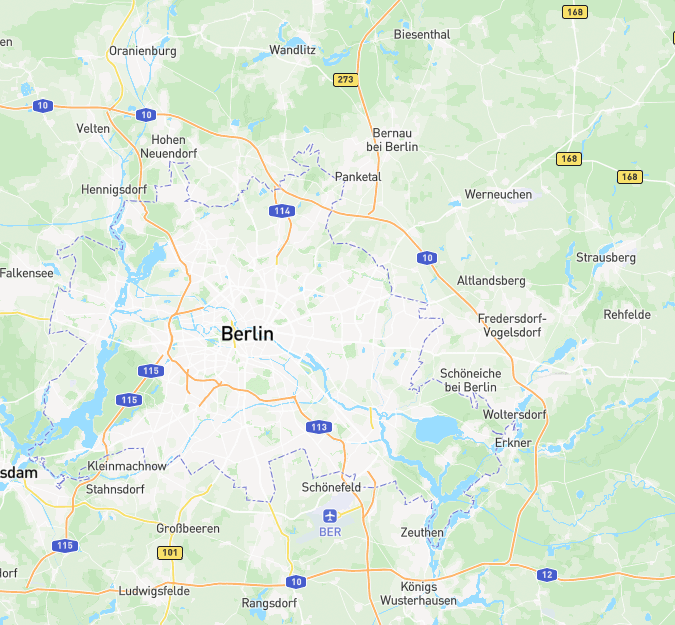 168
Biesenthal
Oranienburg
Wandlitz
en
273
10
10
Velten
Hohen
Neuendorf
Bernau
bei Berlin
168
Panketal
168
Hennigsdorf
Werneuchen
114
10
Strausberg
Falkensee
Altlandsberg
Rehfelde
Fredersdorf-
Vogelsdorf
Berlin
115
Schöneiche
bei Berlin
115
Woltersdorf
113
Erkner
sdam
Kleinmachnow
Stahnsdorf
Schönefeld
BER
Großbeeren
Zeuthen
115
101
dorf
10
12
Ludwigsfelde
Königs
Wusterhausen
Rangsdorf